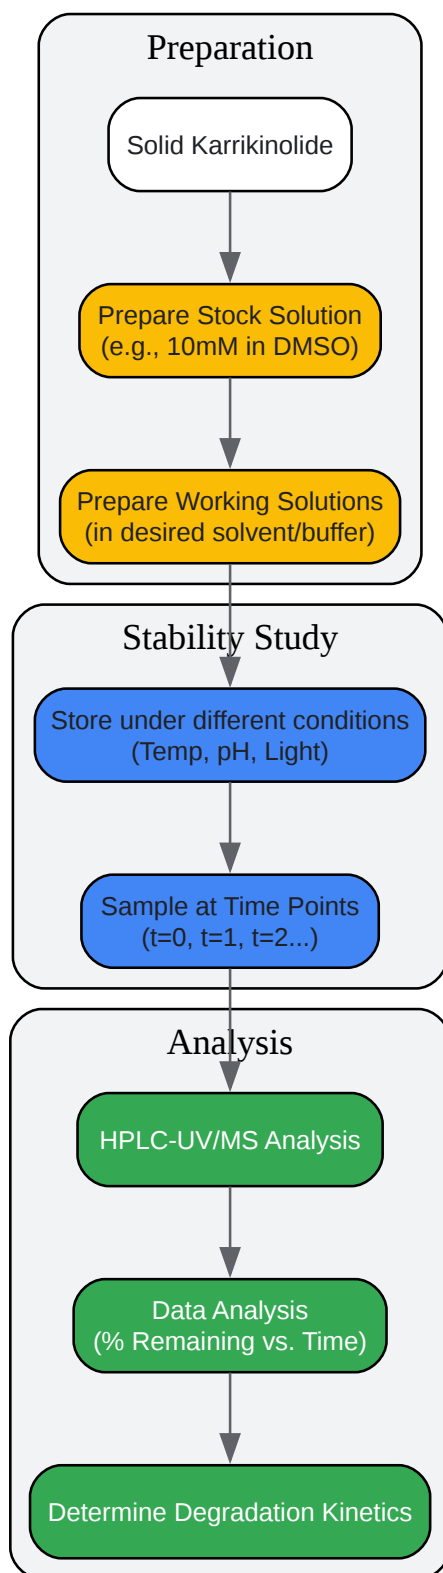 Preparation
Solid Karrikinolide
Prepare Stock Solution
(e.g., 10mM in DMSO)
Prepare Working Solutions
(in desired solvent/buffer)
Stability Study
Store under different conditions
(Temp, pH, Light)
Sample at Time Points
(t=0, t=1, t=2...)
Analysis
HPLC-UV/MS Analysis
Data Analysis
(% Remaining vs. Time)
Determine Degradation Kinetics